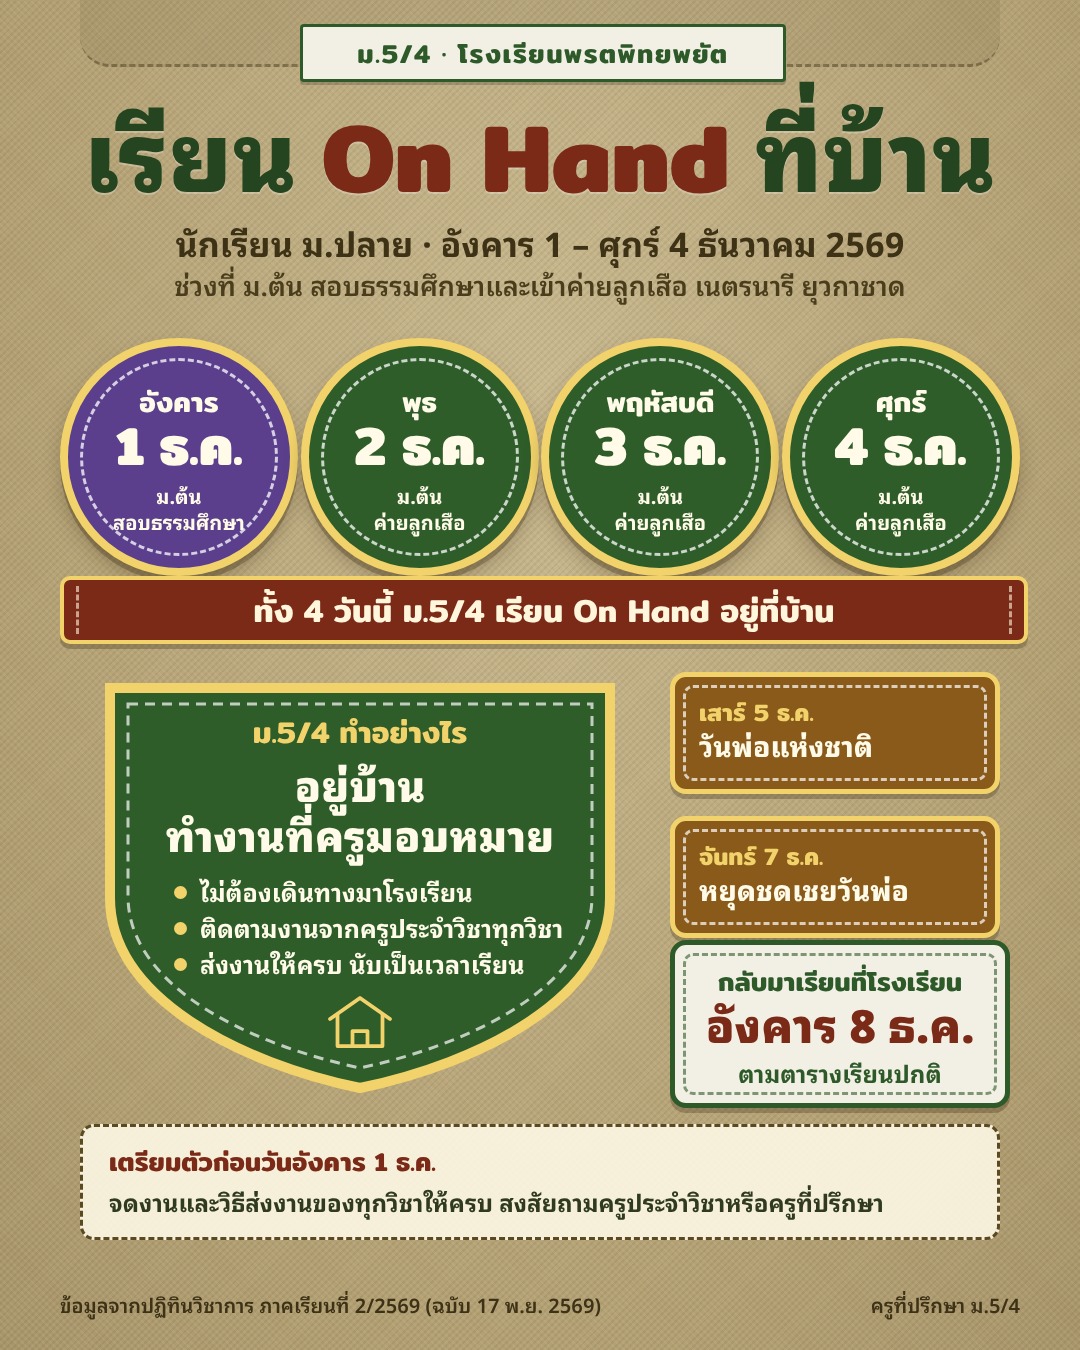 ม.5/4 · โรงเรียนพรตพิทยพยัต
เรียน On Hand ที่บ้าน
นักเรียน ม.ปลาย · อังคาร 1 – ศุกร์ 4 ธันวาคม 2569
ช่วงที่ ม.ต้น สอบธรรมศึกษาและเข้าค่ายลูกเสือ เนตรนารี ยุวกาชาด
อังคาร
1 ธ.ค.
ม.ต้น
สอบธรรมศึกษา
พุธ
2 ธ.ค.
ม.ต้น
ค่ายลูกเสือ
พฤหัสบดี
3 ธ.ค.
ม.ต้น
ค่ายลูกเสือ
ศุกร์
4 ธ.ค.
ม.ต้น
ค่ายลูกเสือ
ทั้ง 4 วันนี้ ม.5/4 เรียน On Hand อยู่ที่บ้าน
ม.5/4 ทำอย่างไร
อยู่บ้าน
ทำงานที่ครูมอบหมาย
ไม่ต้องเดินทางมาโรงเรียน
ติดตามงานจากครูประจำวิชาทุกวิชา
ส่งงานให้ครบ นับเป็นเวลาเรียน
เสาร์ 5 ธ.ค.
วันพ่อแห่งชาติ
จันทร์ 7 ธ.ค.
หยุดชดเชยวันพ่อ
กลับมาเรียนที่โรงเรียน
อังคาร 8 ธ.ค.
ตามตารางเรียนปกติ
เตรียมตัวก่อนวันอังคาร 1 ธ.ค.
จดงานและวิธีส่งงานของทุกวิชาให้ครบ สงสัยถามครูประจำวิชาหรือครูที่ปรึกษา
ข้อมูลจากปฏิทินวิชาการ ภาคเรียนที่ 2/2569 (ฉบับ 17 พ.ย. 2569)
ครูที่ปรึกษา ม.5/4